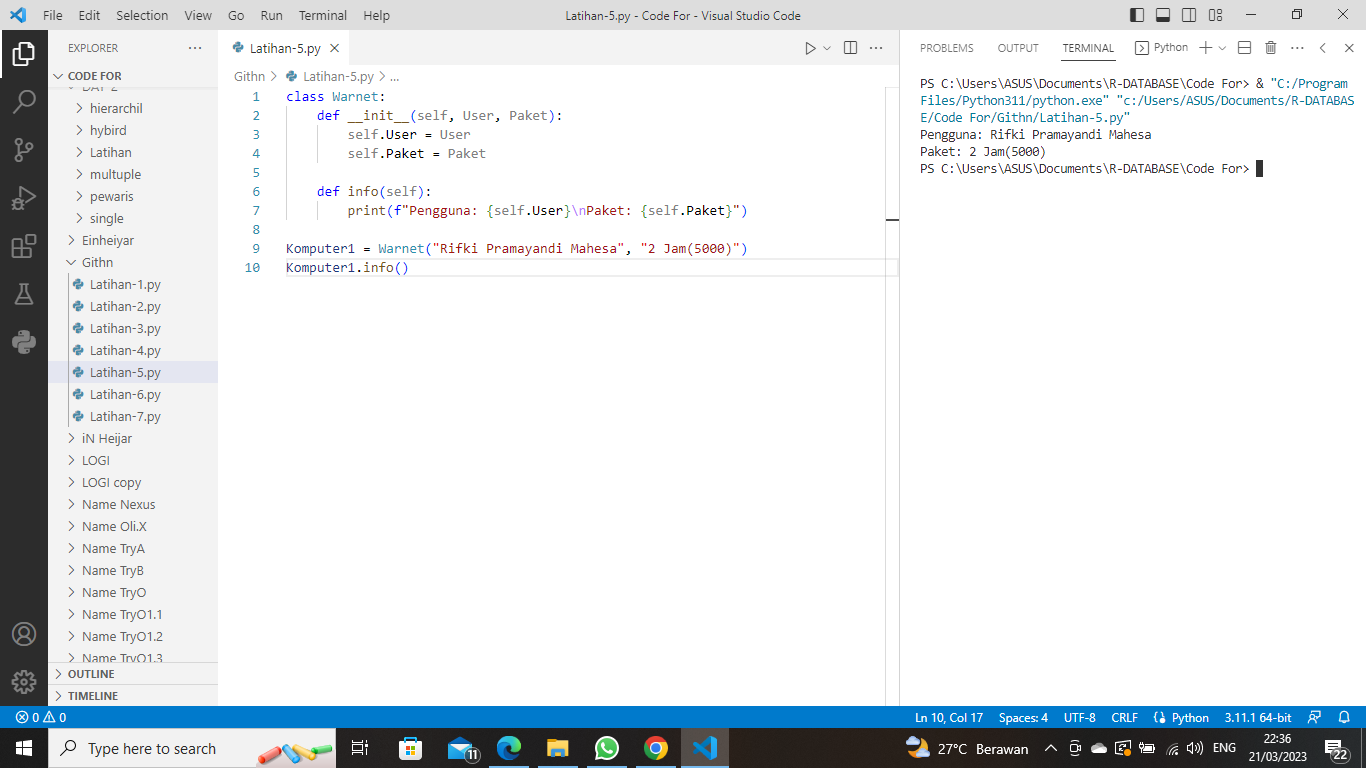 File Edit Selection View Go Run Terminal Help
Latihan-5.py - Code For - Visual Studio Code
EXPLORER
CODE FOR
DAY 2
hierarchil
hybird
Latihan
multuple
pewaris
single
Einheiyar
Githn
Latihan-1.py
Latihan-2.py
Latihan-3.py
Latihan-4.py
Latihan-5.py
Latihan-6.py
Latihan-7.py
iN Heijar
LOGI
LOGI copy
Name Nexus
Name Oli.X
Name TryA
Name TryB
Name TryO
Name TryO1.1
Name TryO1.2
Name TryO1.3
OUTLINE
TIMELINE
Latihan-5.py
Githn > Latihan-5.py > ...
1 class Warnet:
2 def __init__(self, User, Paket):
3 self.User = User
4 self.Paket = Paket
5
6 def info(self):
7 print(f"Pengguna: {self.User}\nPaket: {self.Paket}")
8
9 Komputer1 = Warnet("Rifki Pramayandi Mahesa", "2 Jam(5000)")
10 Komputer1.info()
PROBLEMS OUTPUT TERMINAL Python
PS C:\Users\ASUS\Documents\R-DATABASE\Code For> & "C:/Program
Files/Python311/python.exe" "c:/Users/ASUS/Documents/R-DATABAS
E/Code For/Githn/Latihan-5.py"
Pengguna: Rifki Pramayandi Mahesa
Paket: 2 Jam(5000)
PS C:\Users\ASUS\Documents\R-DATABASE\Code For>
0 0
Ln 10, Col 17 Spaces: 4 UTF-8 CRLF Python 3.11.1 64-bit
Type here to search
11
27°C Berawan
ENG
22:36
21/03/2023
22